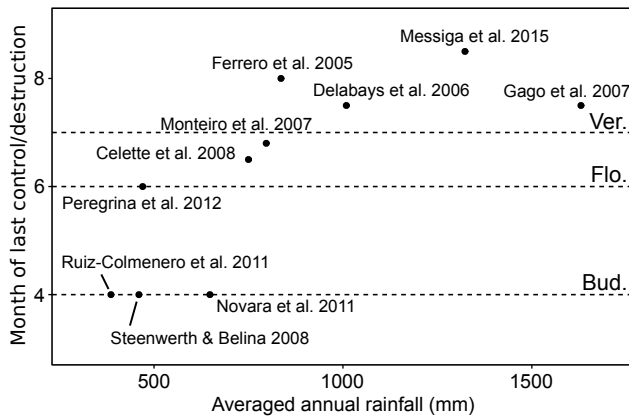 Messiga et al. 2015
Ferrero et al. 2005
8
Delabays et al. 2006
Gago et al. 2007
Monteiro et al. 2007
Ver.
Celette et al. 2008
Flo.
6
Peregrina et al. 2012
Ruiz-Colmenero et al. 2011
Bud.
4
Novara et al. 2011
Steenwerth & Belina 2008
Month of last control/destruction
500
1000
1500
Averaged annual rainfall (mm)